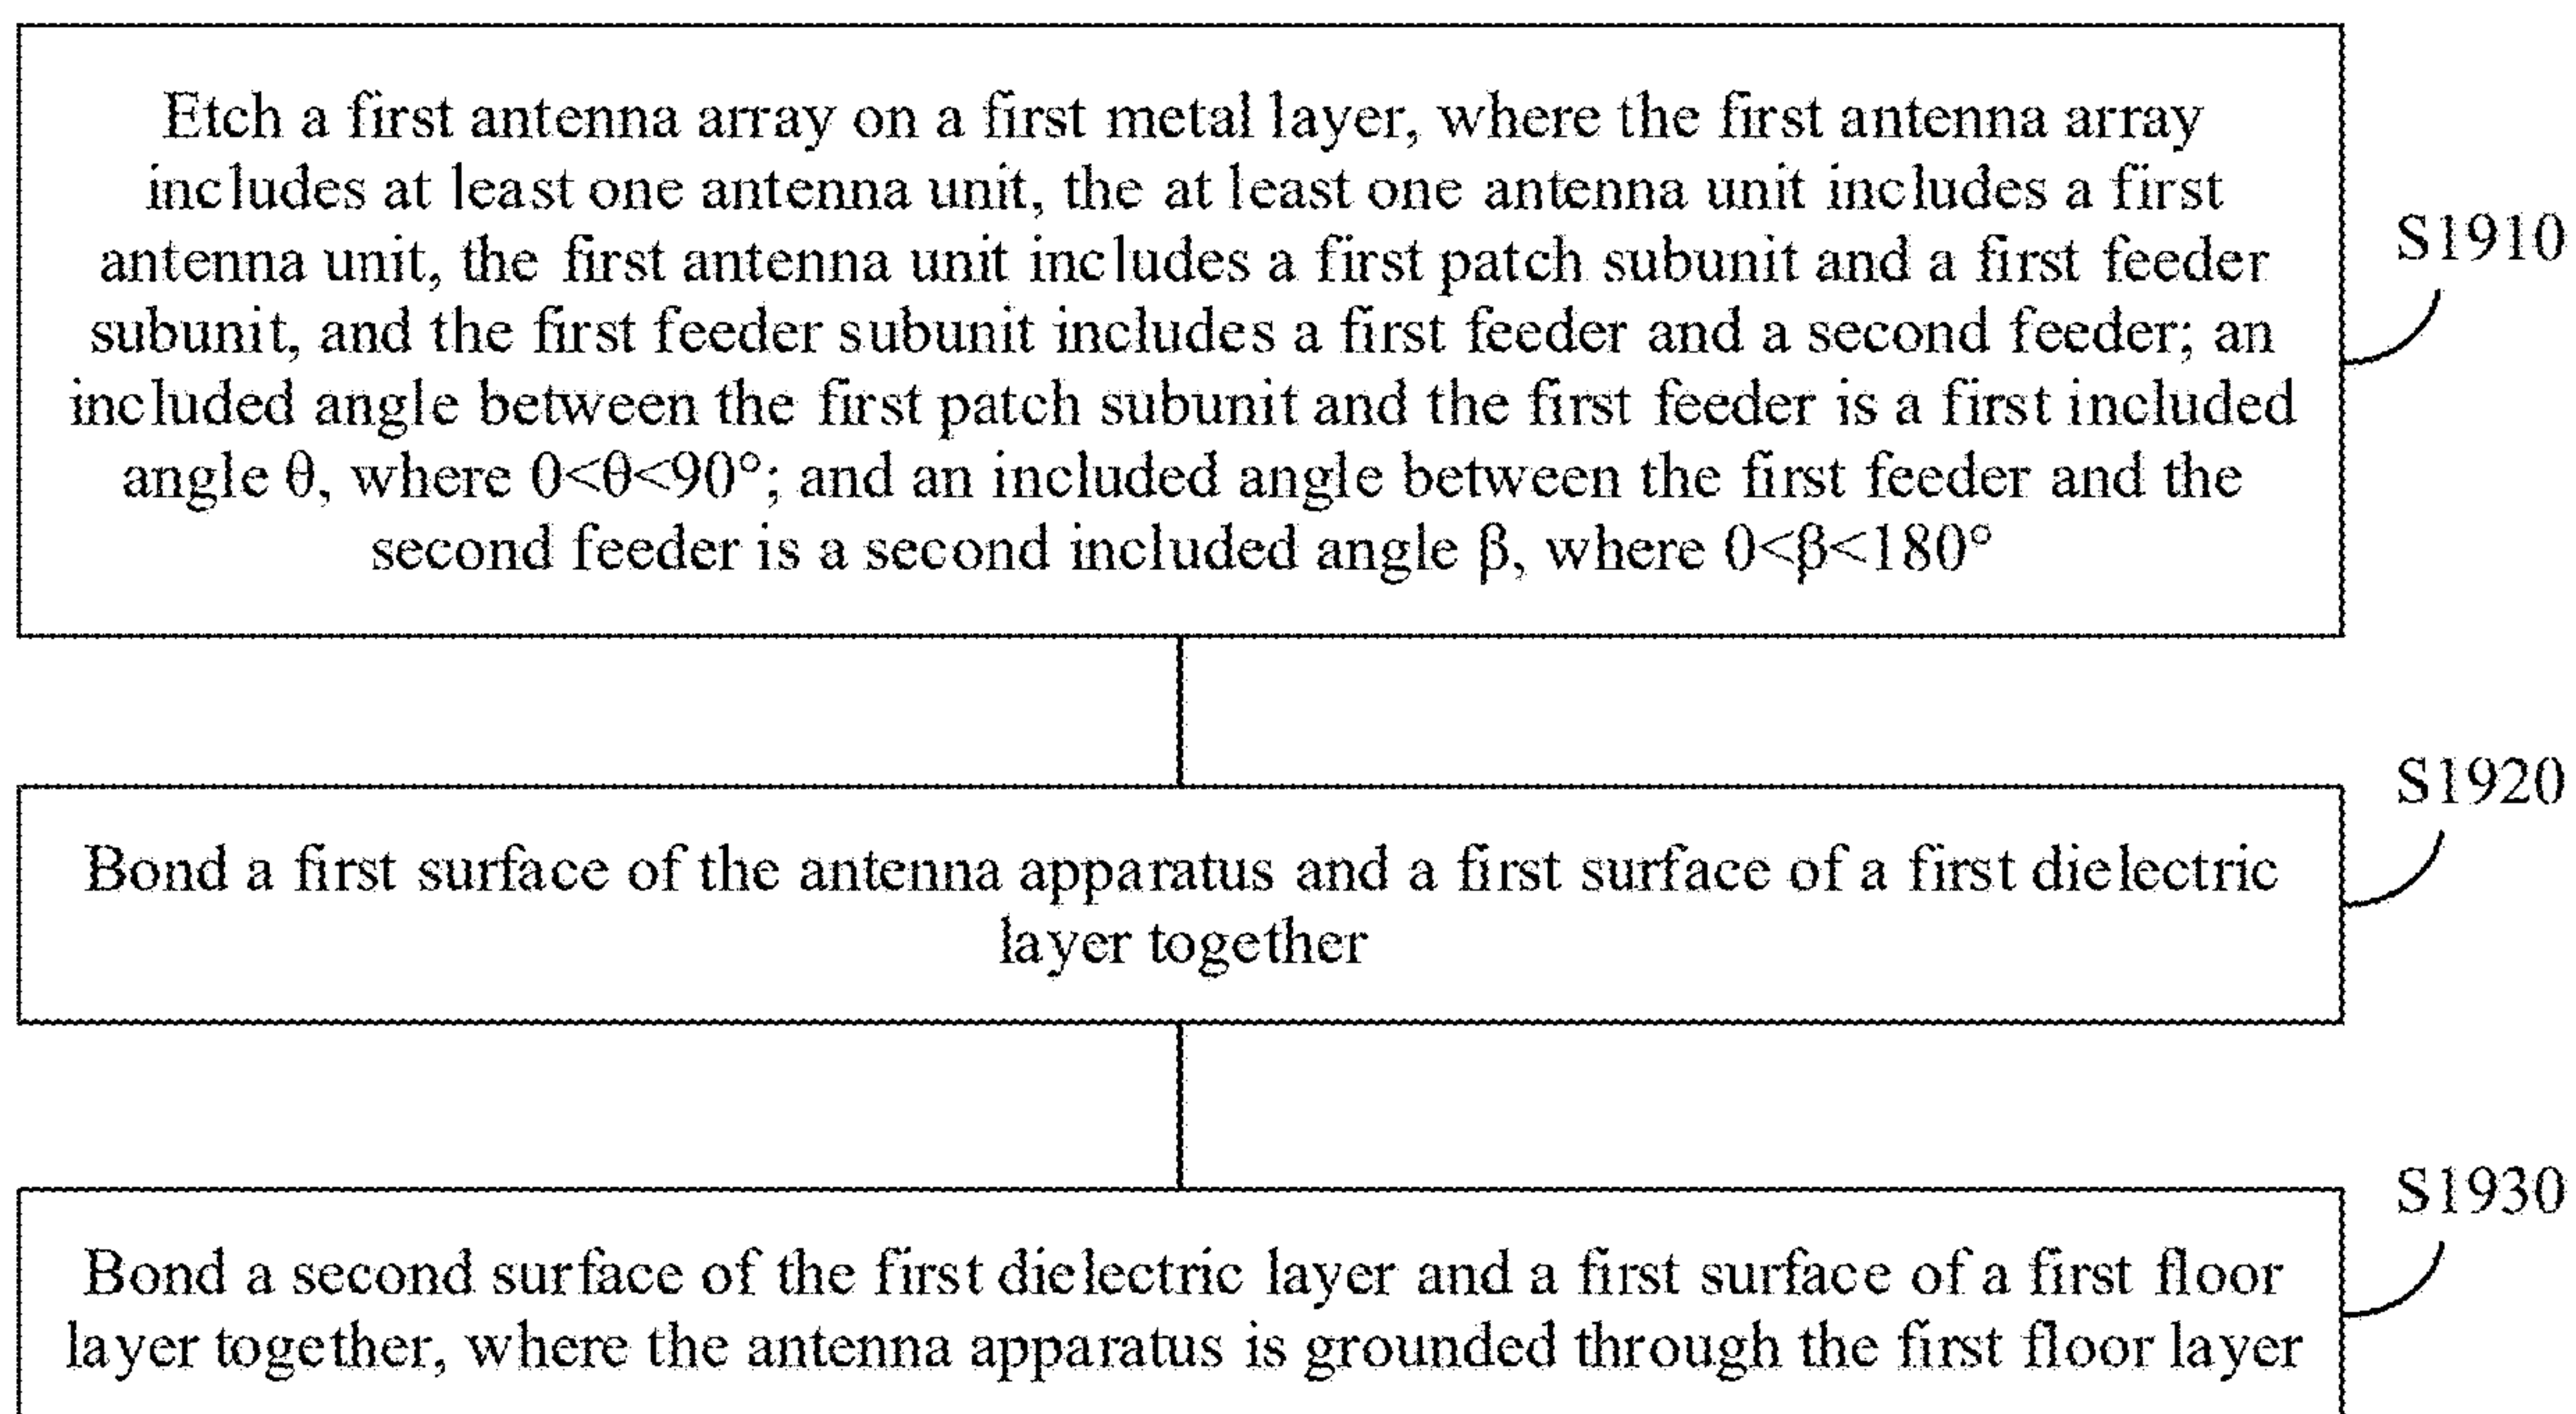 Etch a first antenna array on a first metal layer, where the first antenna array
includes at least one antenna unit, the at least one antenna unit includes a first
antenna unit, the first antenna unit includes a first patch subunit and a first feeder
subunit, and the first feeder subunit includes a first feeder and a second feeder; an
included angle between the first patch subunit and the first feeder is a first included
angle θ, where 0<θ<90°; and an included angle between the first feeder and the
second feeder is a second included angle β, where 0<β<180°
S1910
Bond a first surface of the antenna apparatus and a first surface of a first dielectric
layer together
S1920
Bond a second surface of the first dielectric layer and a first surface of a first floor
layer together, where the antenna apparatus is grounded through the first floor layer
S1930